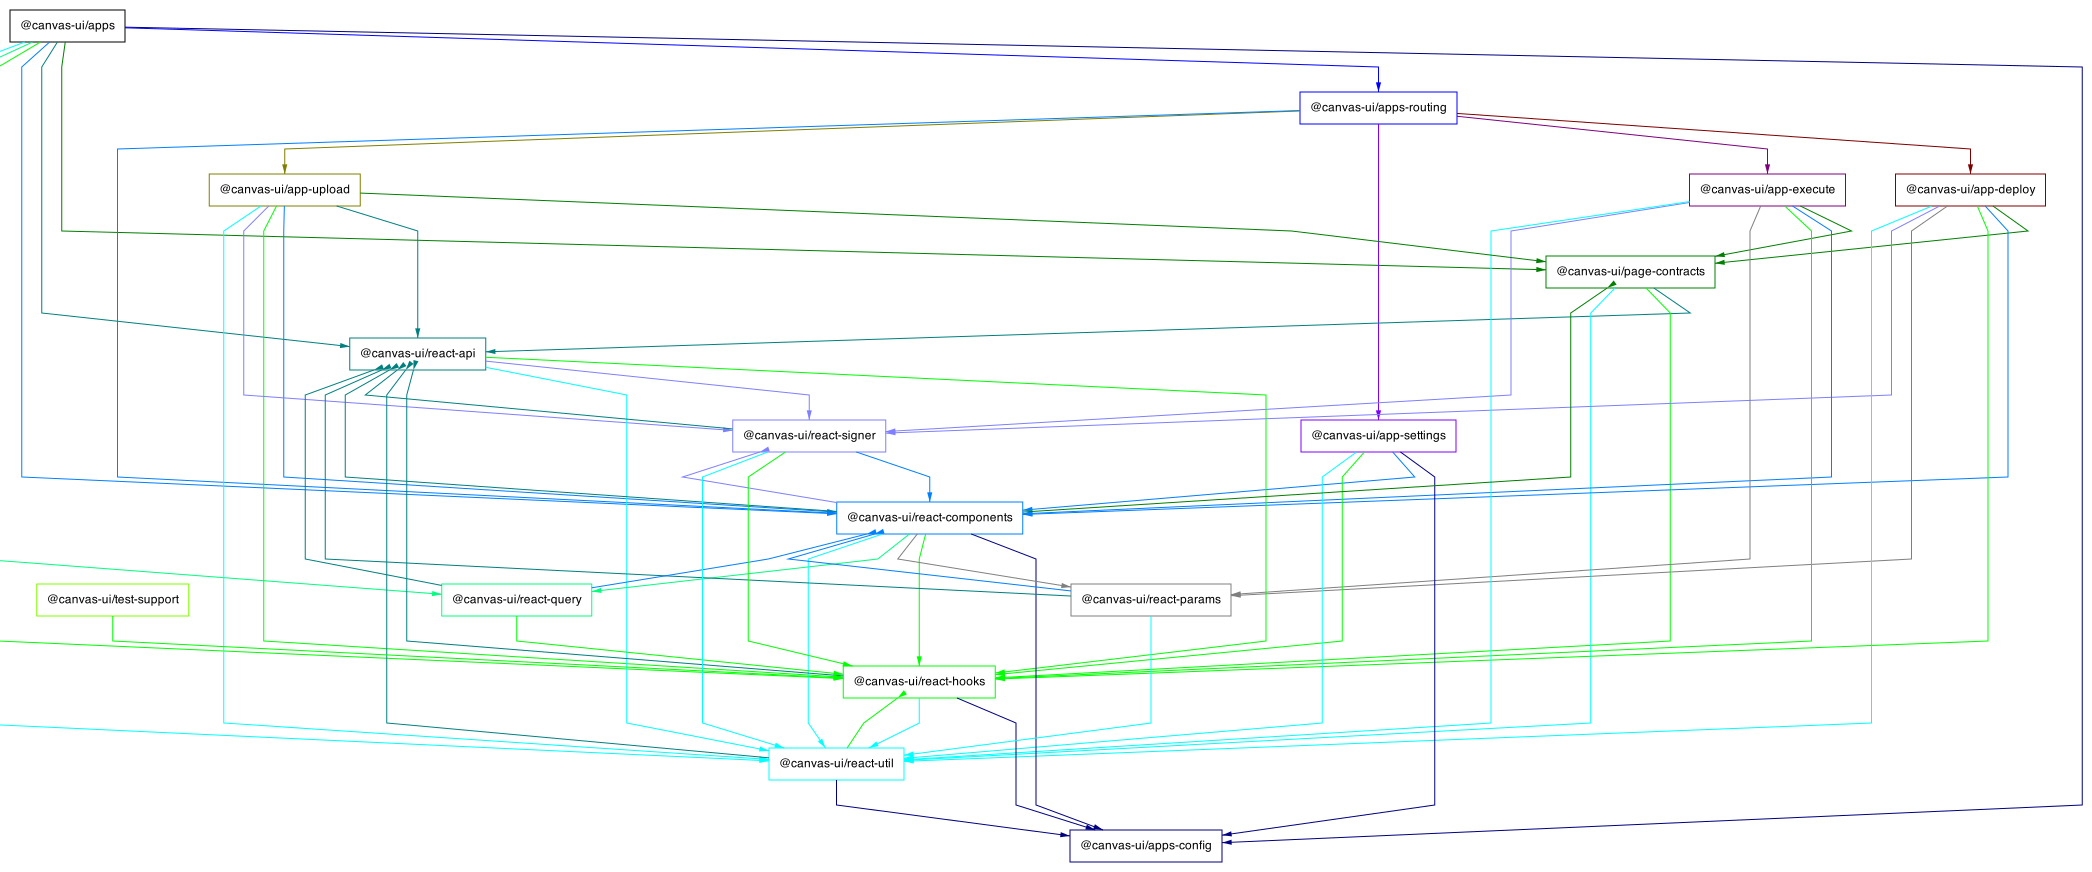 @canvas-ui/apps
@canvas-ui/apps-routing
@canvas-ui/app-upload
@canvas-ui/app-execute
@canvas-ui/app-deploy
@canvas-ui/page-contracts
@canvas-ui/react-api
@canvas-ui/react-signer
@canvas-ui/app-settings
@canvas-ui/react-components
@canvas-ui/test-support
@canvas-ui/react-query
@canvas-ui/react-params
@canvas-ui/react-hooks
@canvas-ui/react-util
@canvas-ui/apps-config